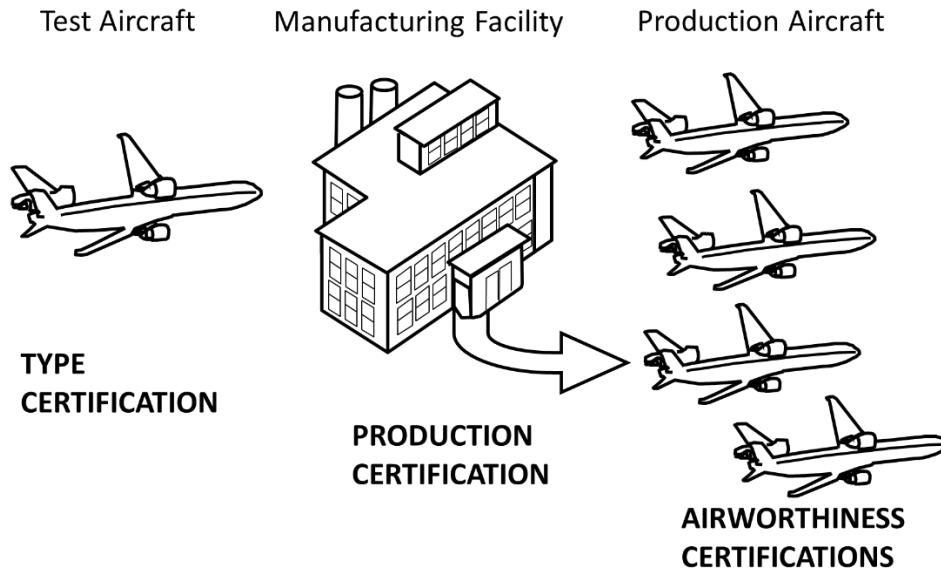 Test Aircraft
Manufacturing Facility
Production Aircraft
TYPE
CERTIFICATION
PRODUCTION
CERTIFICATION
AIRWORTHINESS
CERTIFICATIONS